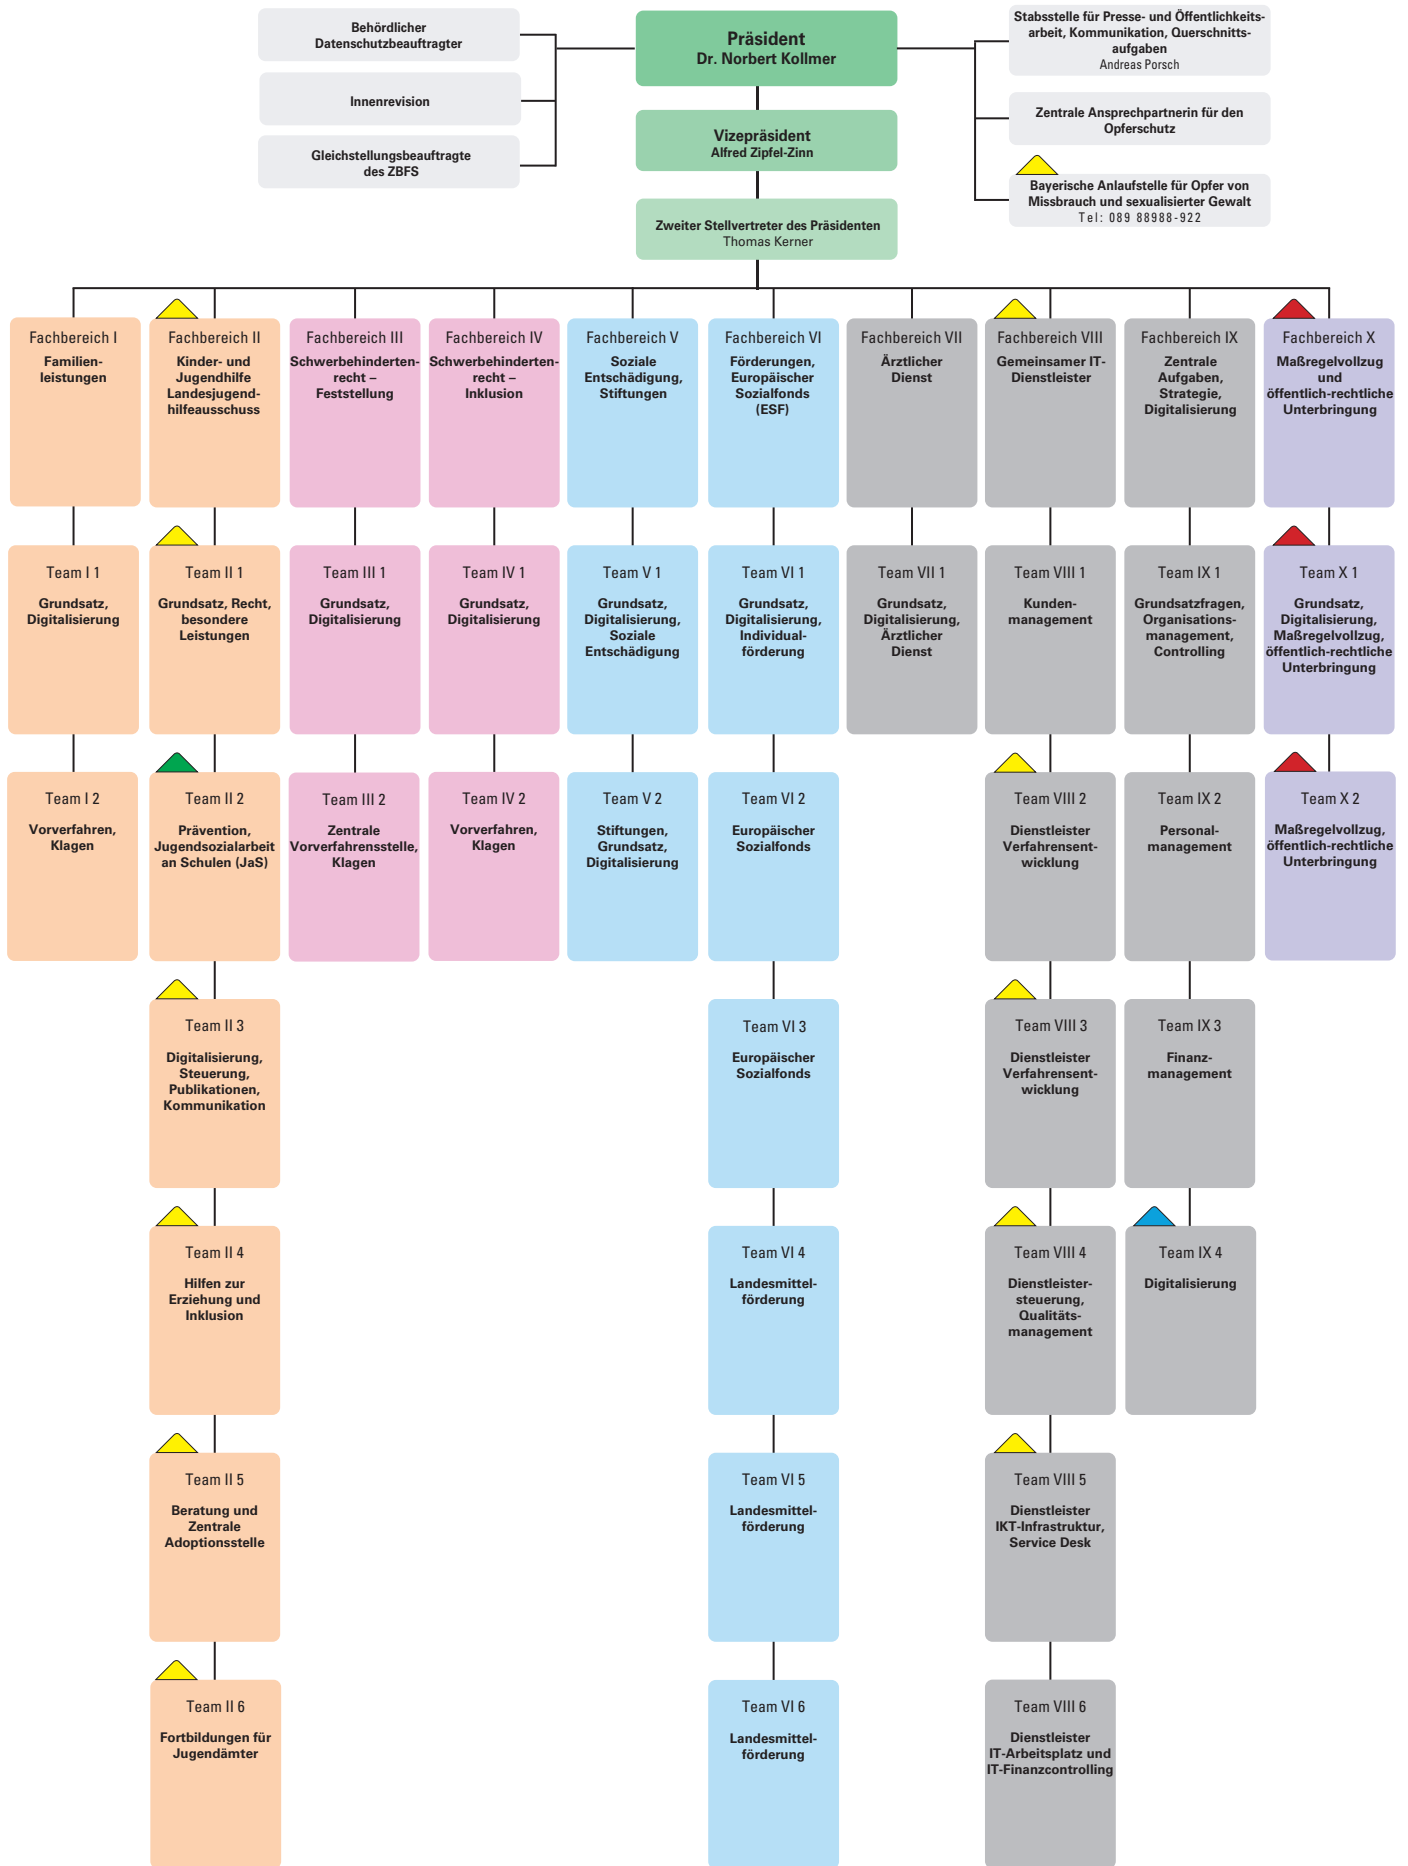 Behördlicher
Datenschutzbeauftragter
Innenrevision
Gleichstellungsbeauftragte
des ZBFS
Präsident
Dr. Norbert Kollmer
Vizepräsident
Alfred Zipfel-Zinn
Zweiter Stellvertreter des Präsidenten
Thomas Kerner
Stabsstelle für Presse- und Öffentlichkeits-
arbeit, Kommunikation, Querschnitts-
aufgaben
Andreas Porsch
Zentrale Ansprechpartnerin für den
Opferschutz
Bayerische Anlaufstelle für Opfer von
Missbrauch und sexualisierter Gewalt
Tel: 089 88988-922
Fachbereich I
Familien-
leistungen
Fachbereich II
Kinder- und
Jugendhilfe
Landesjugend-
hilfeausschuss
Fachbereich III
Schwerbehinderten-
recht –
Feststellung
Fachbereich IV
Schwerbehinderten-
recht –
Inklusion
Fachbereich V
Soziale
Entschädigung,
Stiftungen
Fachbereich VI
Förderungen,
Europäischer
Sozialfonds
(ESF)
Fachbereich VII
Ärztlicher
Dienst
Fachbereich VIII
Gemeinsamer IT-
Dienstleister
Fachbereich IX
Zentrale
Aufgaben,
Strategie,
Digitalisierung
Fachbereich X
Maßregelvollzug
und
öffentlich-rechtliche
Unterbringung
Team I 1
Grundsatz,
Digitalisierung
Team II 1
Grundsatz, Recht,
besondere
Leistungen
Team III 1
Grundsatz,
Digitalisierung
Team IV 1
Grundsatz,
Digitalisierung
Team V 1
Grundsatz,
Digitalisierung,
Soziale
Entschädigung
Team VI 1
Grundsatz,
Digitalisierung,
Individual-
förderung
Team VII 1
Grundsatz,
Digitalisierung,
Ärztlicher
Dienst
Team VIII 1
Kunden-
management
Team IX 1
Grundsatzfragen,
Organisations-
management,
Controlling
Team X 1
Grundsatz,
Digitalisierung,
Maßregelvollzug,
öffentlich-rechtliche
Unterbringung
Team I 2
Vorverfahren,
Klagen
Team II 2
Prävention,
Jugendsozialarbeit
an Schulen (JaS)
Team III 2
Zentrale
Vorverfahrensstelle,
Klagen
Team IV 2
Vorverfahren,
Klagen
Team V 2
Stiftungen,
Grundsatz,
Digitalisierung
Team VI 2
Europäischer
Sozialfonds
Team VIII 2
Dienstleister
Verfahrensent-
wicklung
Team IX 2
Personal-
management
Team X 2
Maßregelvollzug,
öffentlich-rechtliche
Unterbringung
Team II 3
Digitalisierung,
Steuerung,
Publikationen,
Kommunikation
Team VI 3
Europäischer
Sozialfonds
Team VIII 3
Dienstleister
Verfahrensent-
wicklung
Team IX 3
Finanz-
management
Team II 4
Hilfen zur
Erziehung und
Inklusion
Team VI 4
Landesmittel-
förderung
Team VIII 4
Dienstleister-
steuerung,
Qualitäts-
management
Team IX 4
Digitalisierung
Team II 5
Beratung und
Zentrale
Adoptionsstelle
Team VI 5
Landesmittel-
förderung
Team VIII 5
Dienstleister
IKT-Infrastruktur,
Service Desk
Team II 6
Fortbildungen für
Jugendämter
Team VI 6
Landesmittel-
förderung
Team VIII 6
Dienstleister
IT-Arbeitsplatz und
IT-Finanzcontrolling